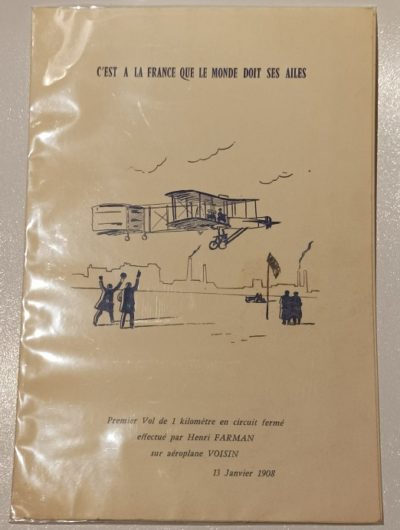 C'EST A LA FRANCE QUE LE MONDE DOIT SES AILES
Premier Vol de 1 kilométre en circuit fermé
effectué par Henri FARMAN
sur aéroplane VOISIN
13 Janvier 1908